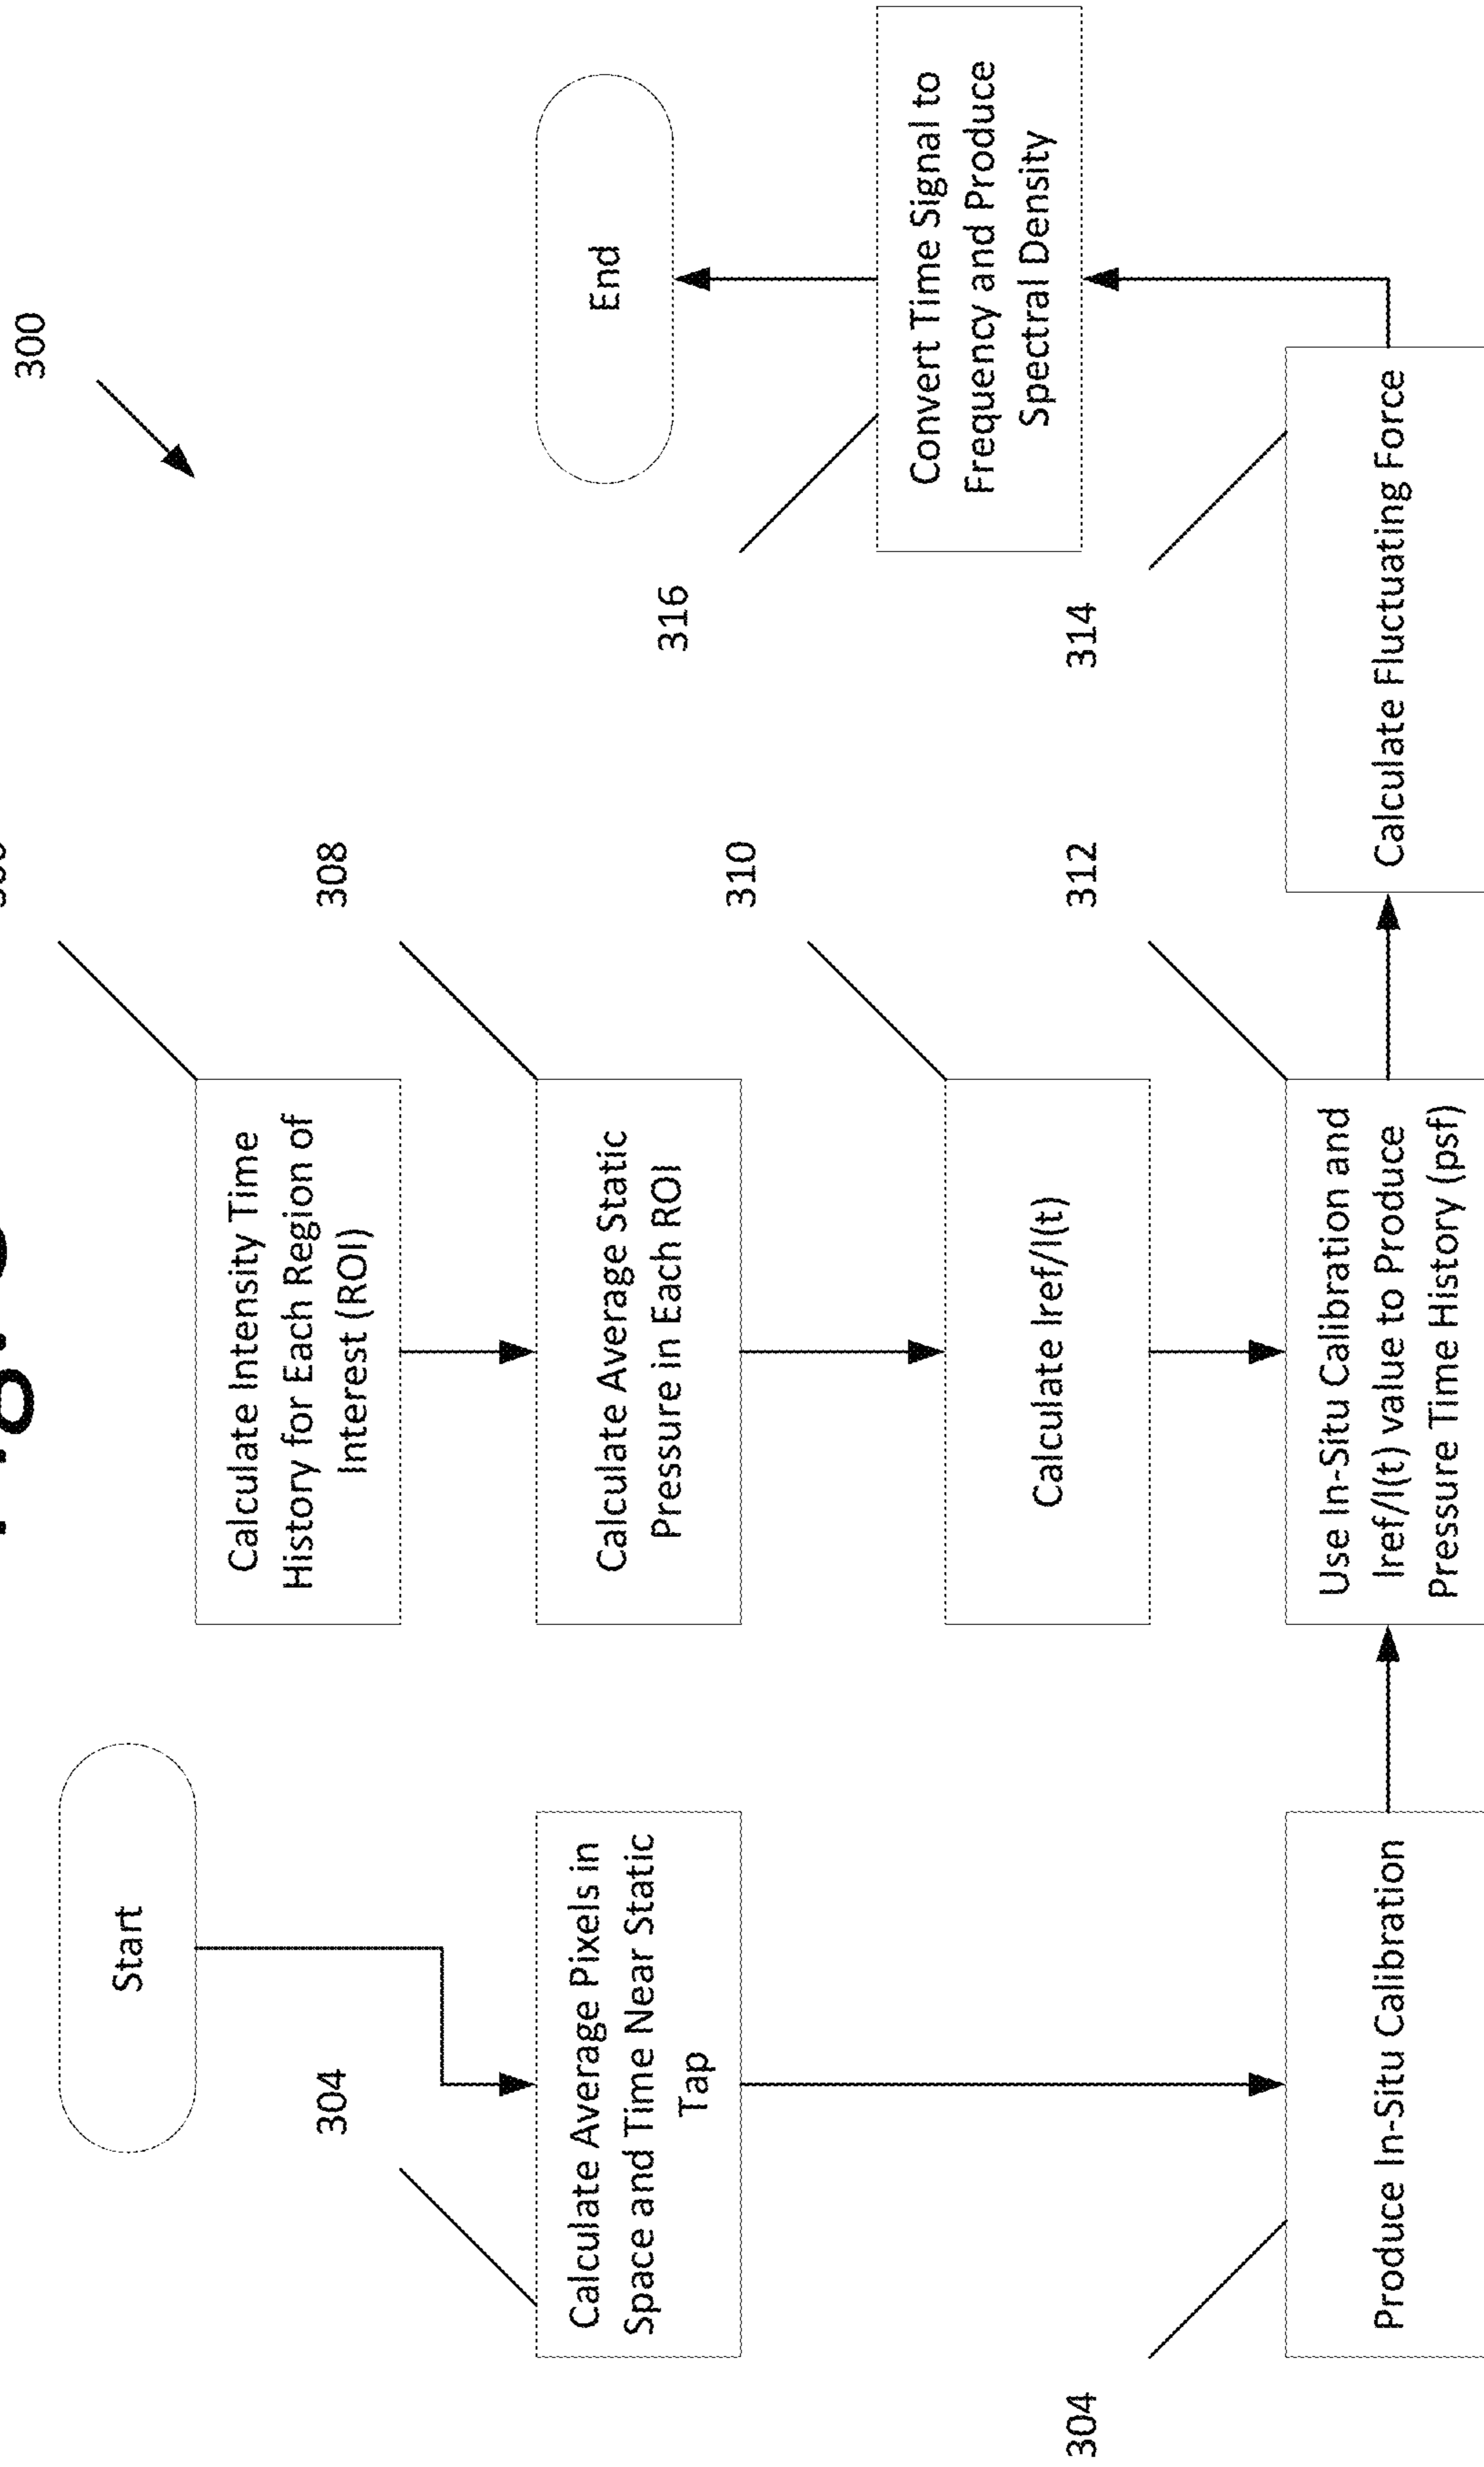 300
Start
304
Calculate Average Pixels in
Space and Time Near Static
Tap
304
Produce In-Situ Calibration
Calculate Intensity Time
History for Each Region of
Interest (ROI)
308
Calculate Average Static
Pressure in Each ROI
310
Calculate Iref/I(t)
312
Use In-Situ Calibration and
Iref/I(t) value to Produce
Pressure Time History (psf)
314
Calculate Fluctuating Force
316
Convert Time Signal to
Frequency and Produce
Spectral Density
End